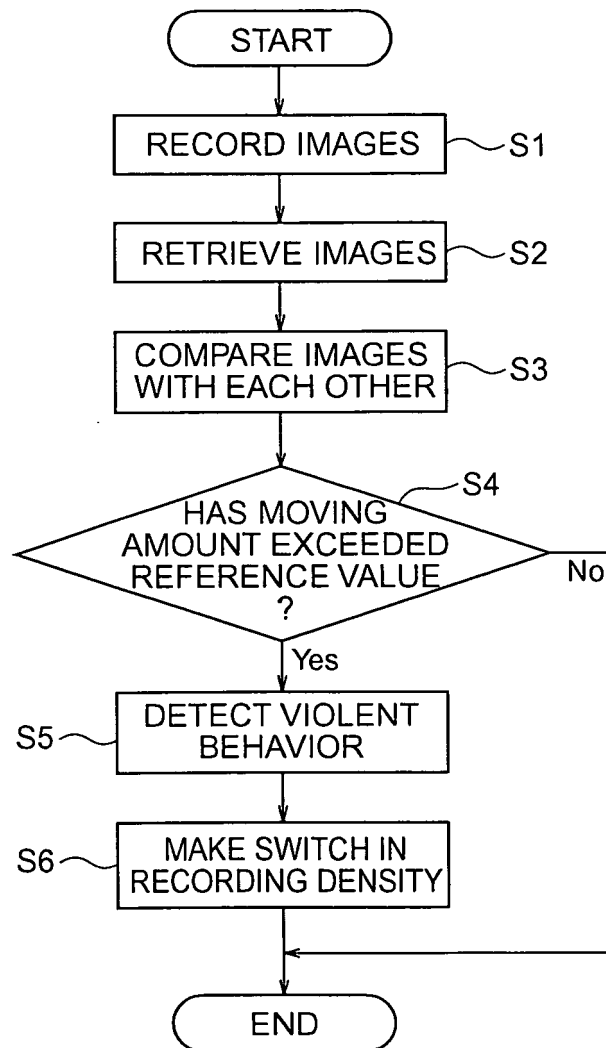 START
RECORD IMAGES
S1
RETRIEVE IMAGES
S2
COMPARE IMAGES
WITH EACH OTHER
S3
S4
HAS MOVING
AMOUNT EXCEEDED
REFERENCE VALUE
?
No
Yes
S5
DETECT VIOLENT
BEHAVIOR
S6
MAKE SWITCH IN
RECORDING DENSITY
END